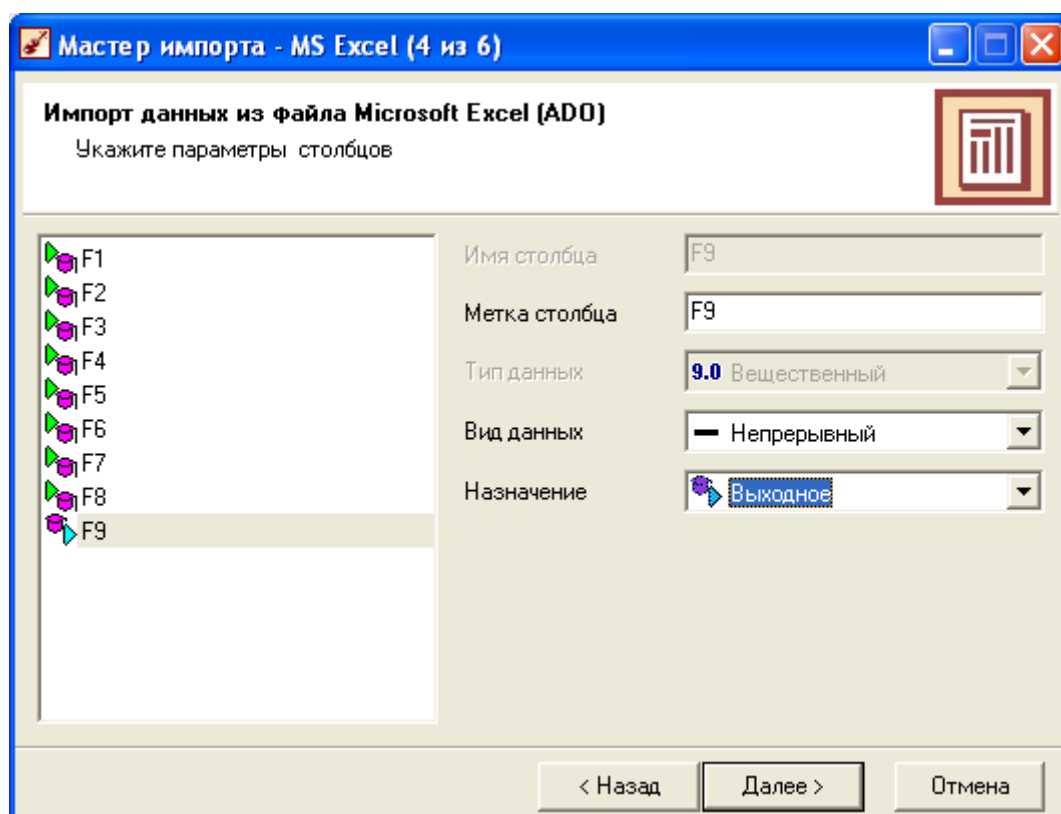 Мастер импорта - MS Excel (4 из 6)
Импорт данных из файла Microsoft Excel (ADO)
Укажите параметры столбцов
F1
F2
F3
F4
F5
F6
F7
F8
F9
Имя столбца F9
Метка столбца F9
Тип данных 9.0 Вещественный
Вид данных Непрерывный
Назначение Выходное
< Назад Далее > Отмена